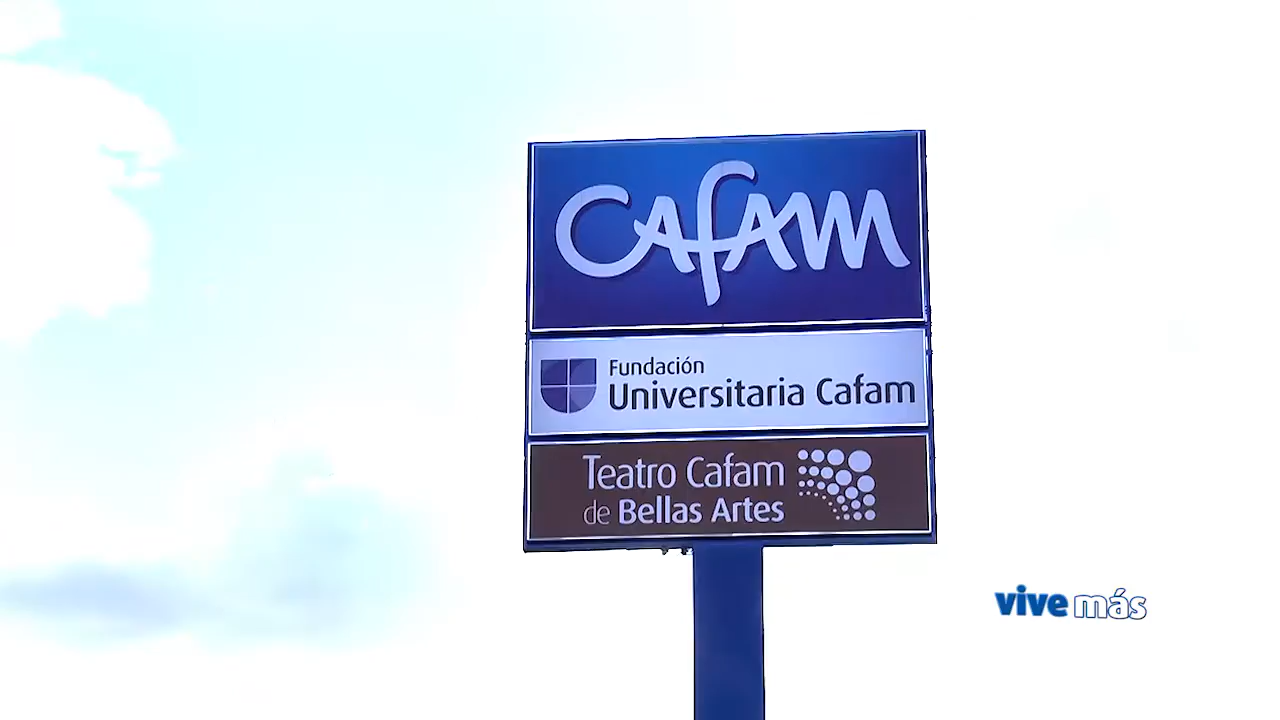 CAfAM
Fundación
Universitaria Cafam
Teatro Cafam
de Bellas Artes
vive más